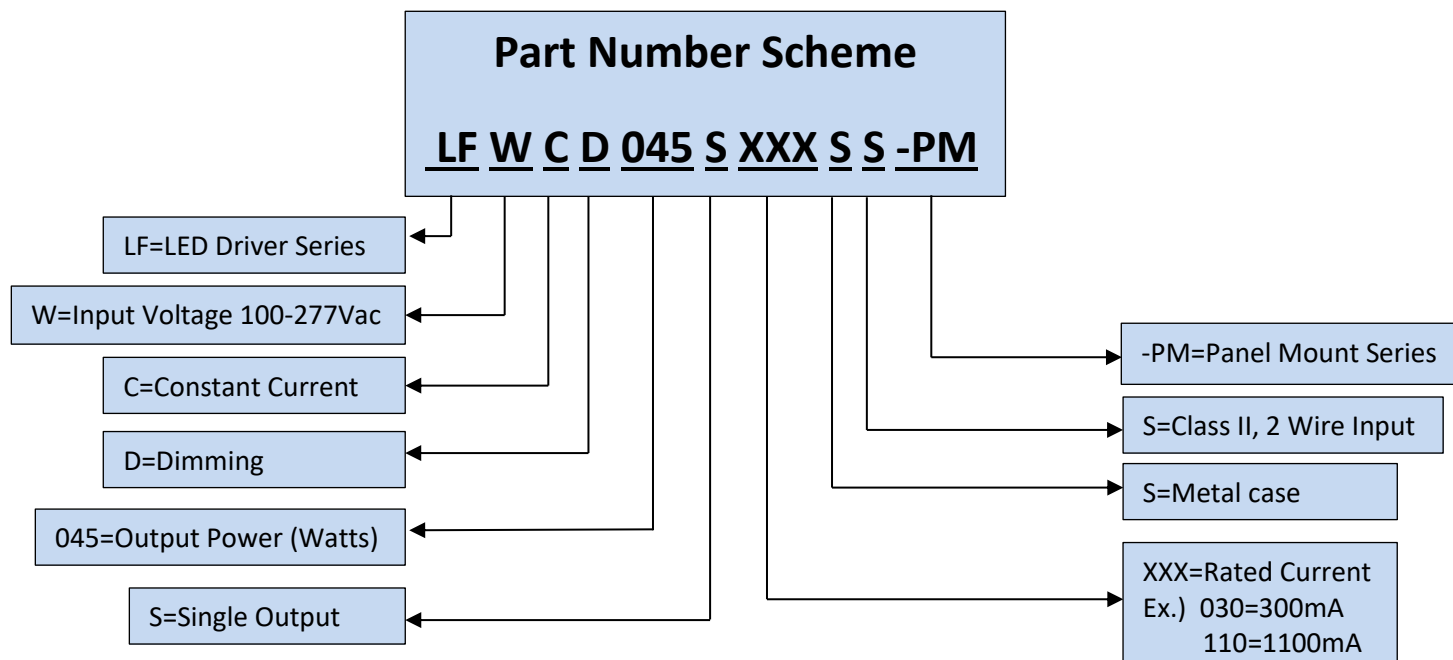 Part Number Scheme
LF W C D 045 S XXX S S -PM
LF=LED Driver Series
W=Input Voltage 100-277Vac
C=Constant Current
D=Dimming
045=Output Power (Watts)
S=Single Output
-PM=Panel Mount Series
S=Class II, 2 Wire Input
S=Metal case
XXX=Rated Current
Ex.) 030=300mA
110=1100mA